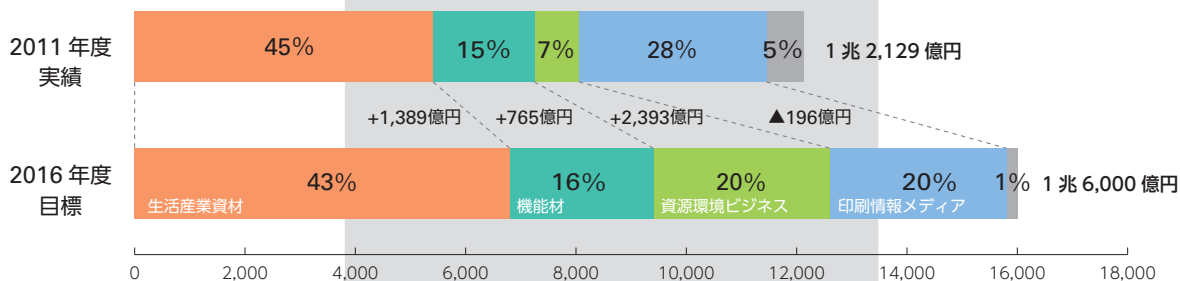 2011 年度
実績
45%
15%
7%
28%
5%
1 兆 2,129 億円
+1,389億円
+765億円
+2,393億円
▲196億円
2016 年度
目標
43%
16%
20%
20%
1%
1 兆 6,000 億円
生活産業資材
機能材
資源環境ビジネス
印刷情報メディア
0
2,000
4,000
6,000
8,000
10,000
12,000
14,000
16,000
18,000